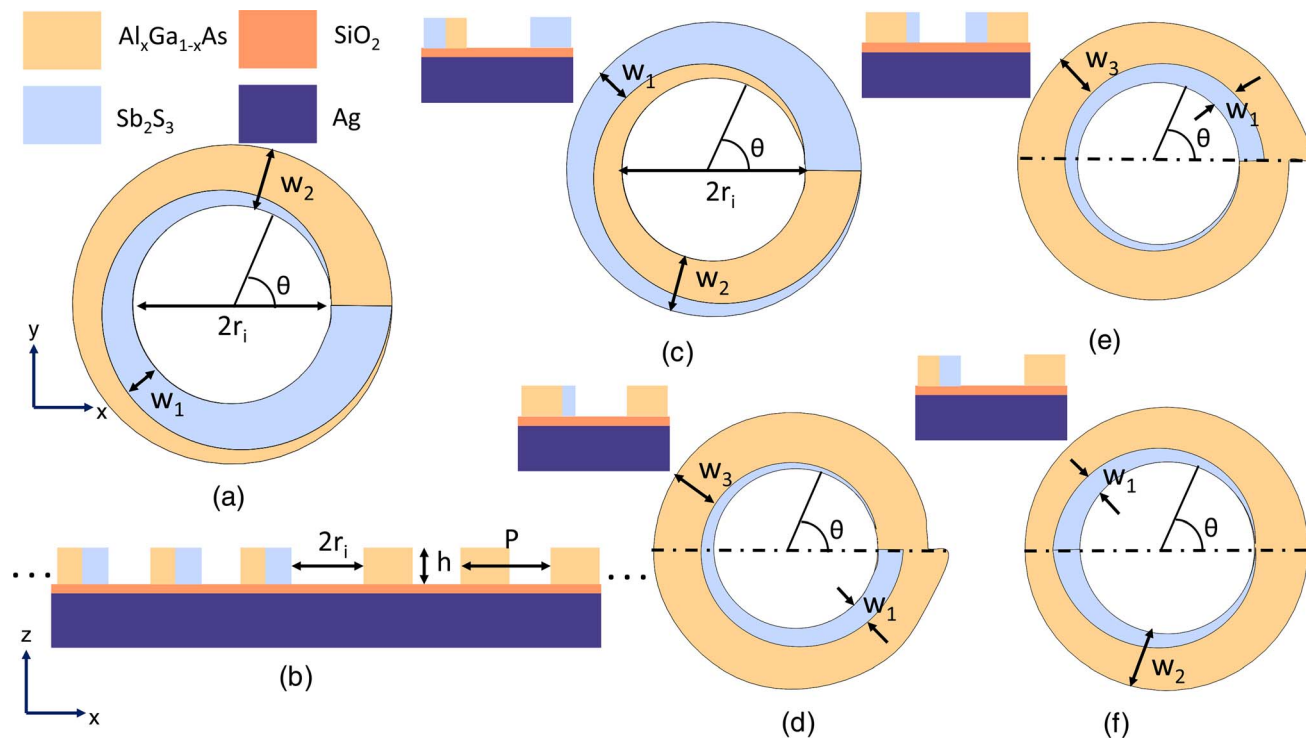 AlₓGa₁₋ₓAs
SiO₂
Sb₂S₃
Ag
w₂
θ
2rᵢ
w₁
y
x
(a)
w₁
θ
2rᵢ
w₂
(c)
w₃
w₁
θ
(e)
2rᵢ
h
P
...
...
z
x
(b)
w₃
θ
w₁
(d)
w₁
θ
w₂
(f)